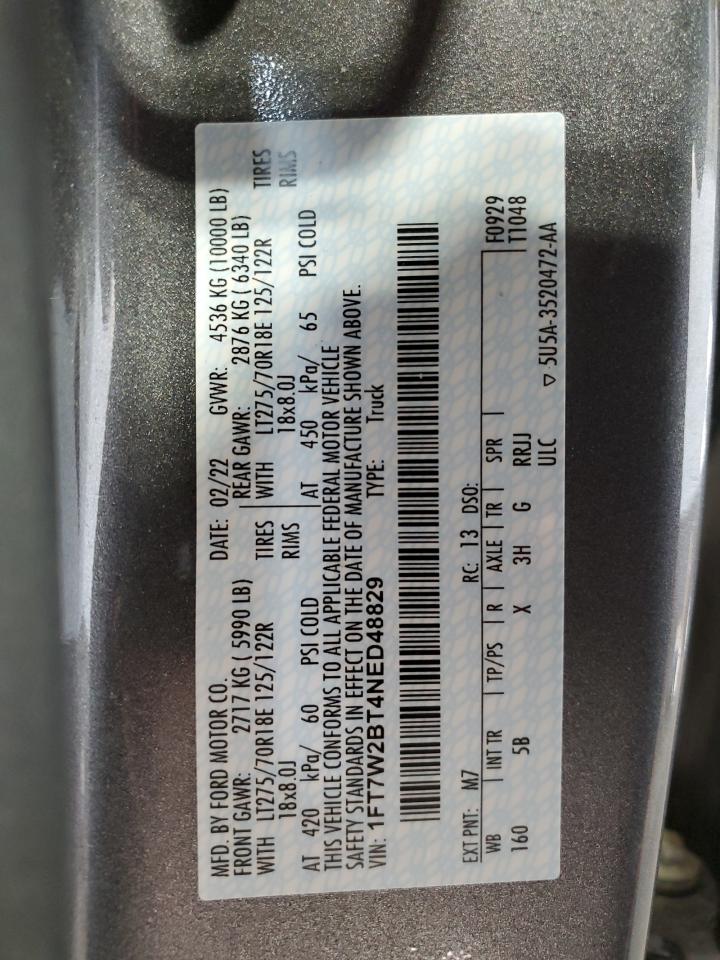 MFD. BY FORD MOTOR CO. DATE: 02/22 GVWR: 4536 KG (10000 LB)
FRONT GAWR: 2717 KG ( 5990 LB) REAR GAWR: 2876 KG ( 6340 LB)
WITH LT275/70R18E 125/122R TIRES WITH LT275/70R18E 125/122R TIRES
18x8.0J RIMS 18x8.0J RIMS
AT 420 kPa/ 60 PSI COLD AT 450 kPa/ 65 PSI COLD
THIS VEHICLE CONFORMS TO ALL APPLICABLE FEDERAL MOTOR VEHICLE
SAFETY STANDARDS IN EFFECT ON THE DATE OF MANUFACTURE SHOWN ABOVE.
VIN: 1FT7W2BT4NED48829 TYPE: Truck
EXT PNT: M7 RC: 13 DSO:
WB INT TR TP/PS R AXLE TR SPR F0929
160 5B X 3H G RRJJ T1048
ULC
▽ 5U5A-3520472-AA